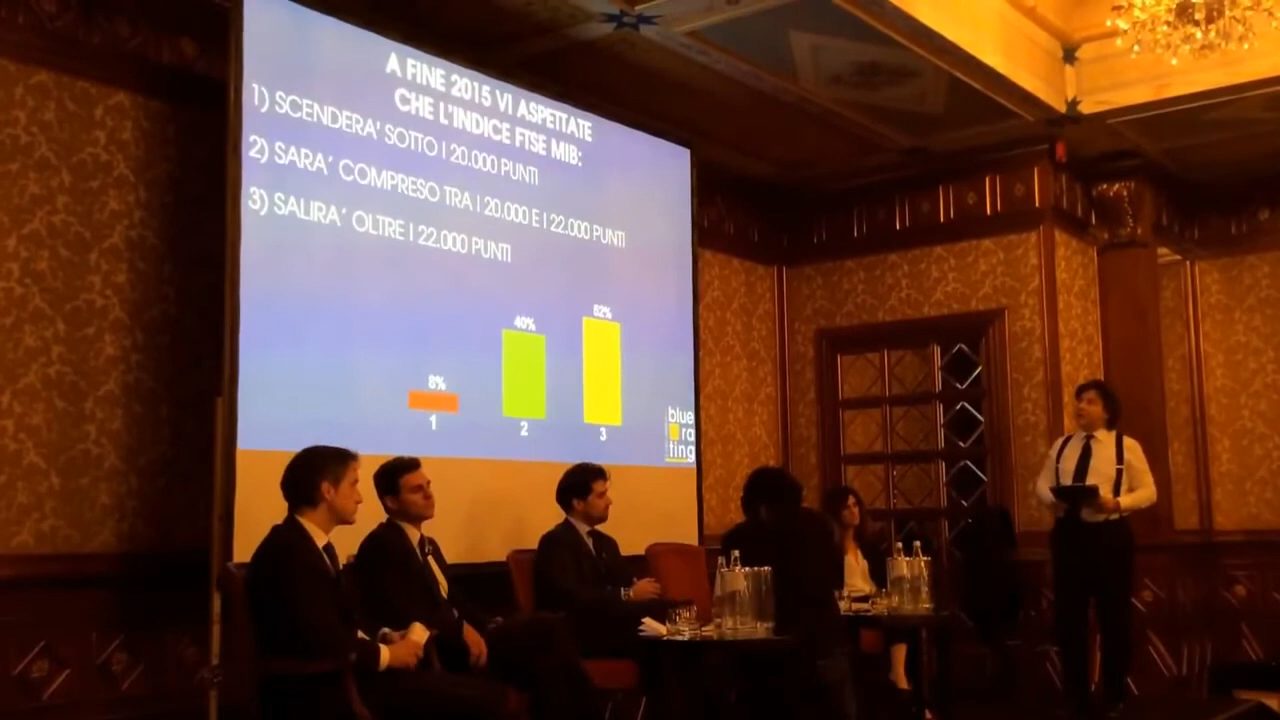 A FINE 2015 VI ASPETTATE
CHE L'INDICE FTSE MIB:
1) SCENDERA' SOTTO I 20.000 PUNTI
2) SARA' COMPRESO TRA I 20.000 E I 22.000 PUNTI
3) SALIRA' OLTRE I 22.000 PUNTI
8%
40%
52%
1
2
3
blue
ra
ting